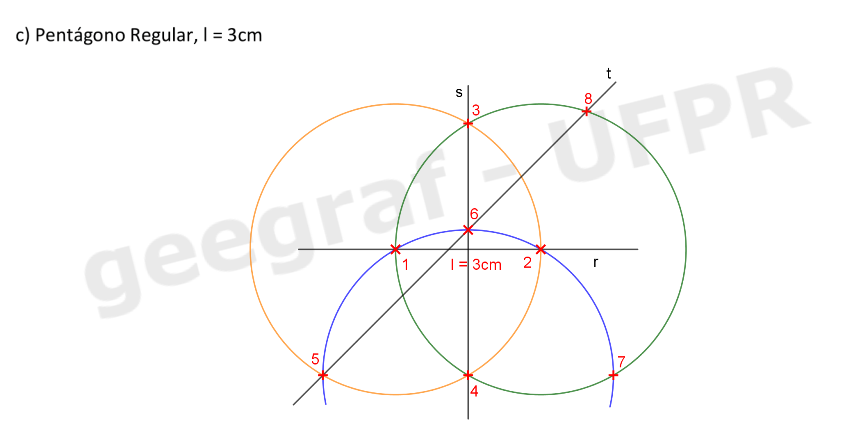 c) Pentágono Regular, l = 3cm
t
s
8
3
geegraf - UFPR
6
1
l = 3cm
2
r
5
7
4